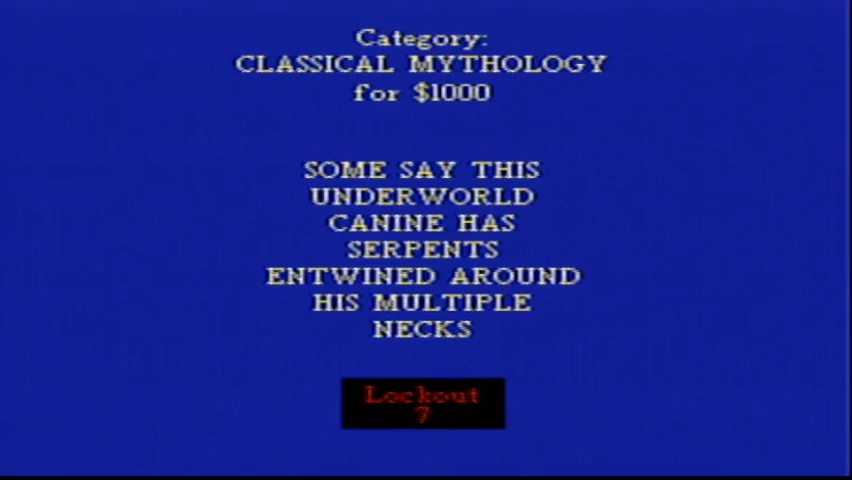 Category:
CLASSICAL MYTHOLOGY
for $1000
SOME SAY THIS
UNDERWORLD
CANINE HAS
SERPENTS
ENTWINED AROUND
HIS MULTIPLE
NECKS
Lockout
7